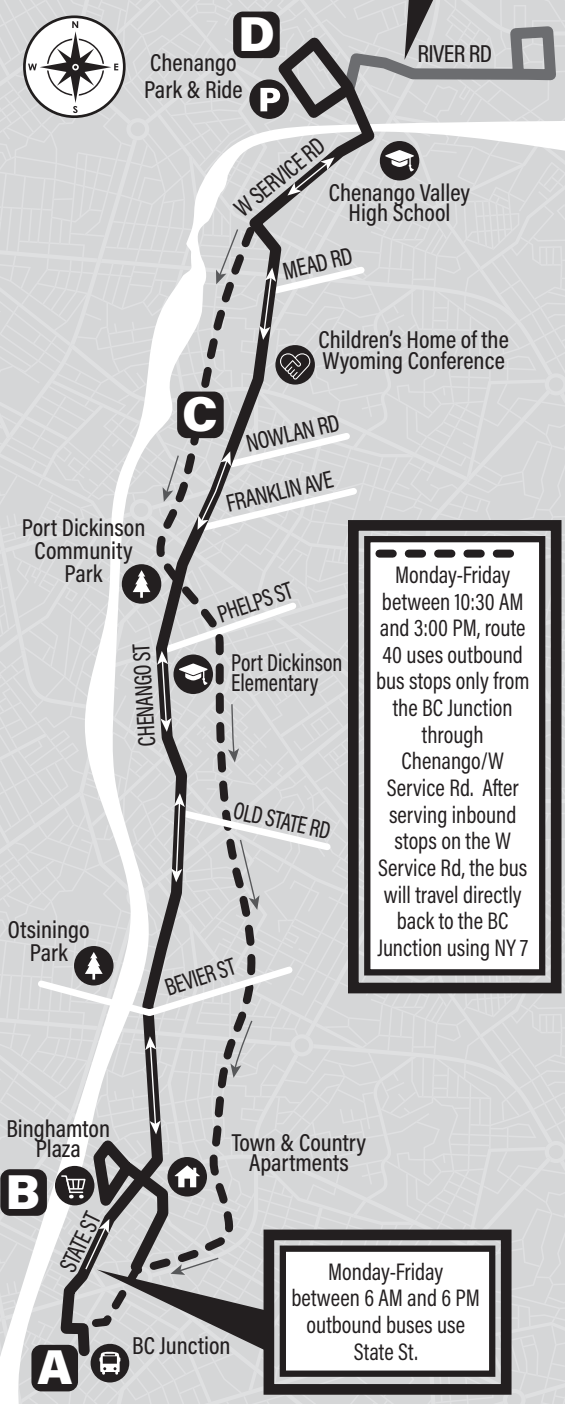 N
W
E
S
D
Chenango
Park & Ride
P
RIVER RD
W SERVICE RD
Chenango Valley
High School
MEAD RD
Children's Home of the
Wyoming Conference
C
NOWLAN RD
FRANKLIN AVE
Port Dickinson
Community
Park
PHELPS ST
Port Dickinson
Elementary
CHENANGO ST
Monday-Friday
between 10:30 AM
and 3:00 PM, route
40 uses outbound
bus stops only from
the BC Junction
through
Chenango/W
Service Rd. After
serving inbound
stops on the W
Service Rd, the bus
will travel directly
back to the BC
Junction using NY 7
OLD STATE RD
Otsiningo
Park
BEVIER ST
Binghamton
Plaza
B
Town & Country
Apartments
STATE ST
Monday-Friday
between 6 AM and 6 PM
outbound buses use
State St.
A
BC Junction